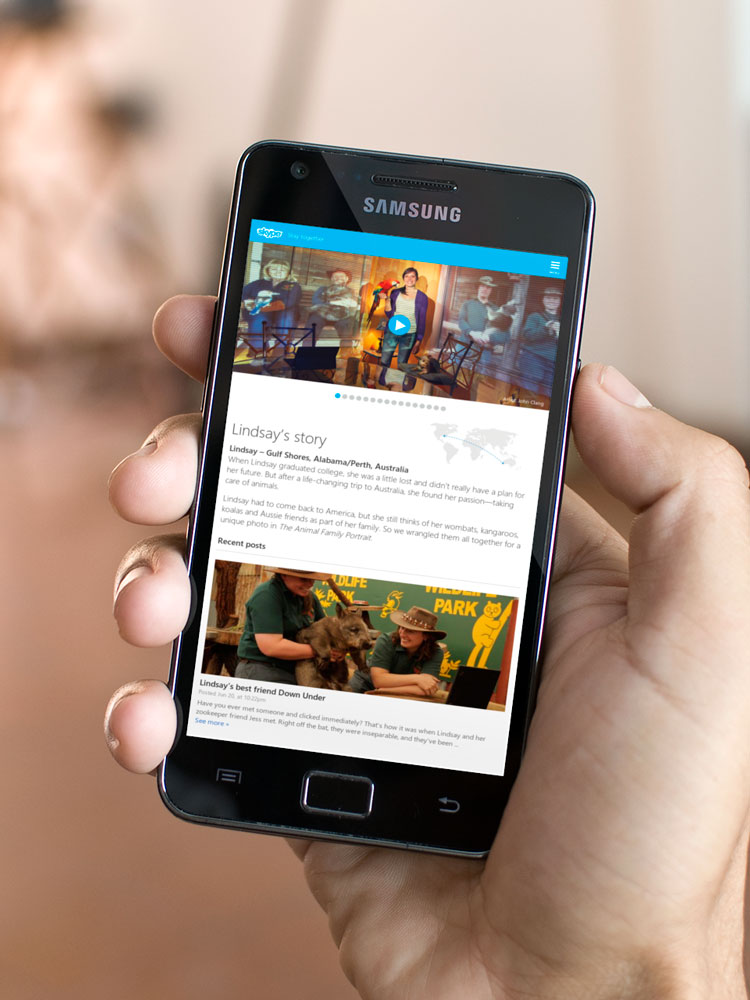 SAMSUNG
skype Stay together
MENU
Artist: John Clang
Lindsay's story
Lindsay – Gulf Shores, Alabama/Perth, Australia
When Lindsay graduated college, she was a little lost and didn't really have a plan for
her future. But after a life-changing trip to Australia, she found her passion—taking
care of animals.
Lindsay had to come back to America, but she still thinks of her wombats, kangaroos,
koalas and Aussie friends as part of her family. So we wrangled them all together for a
unique photo in The Animal Family Portrait.
Recent posts
WILDLIFE
PARK
WILDLIFE
PARK
Lindsay's best friend Down Under
Posted Jun 20, at 10:22pm
Have you ever met someone and clicked immediately? That's how it was when Lindsay and her
zookeeper friend Jess met. Right off the bat, they were inseparable, and they've been ...
See more »